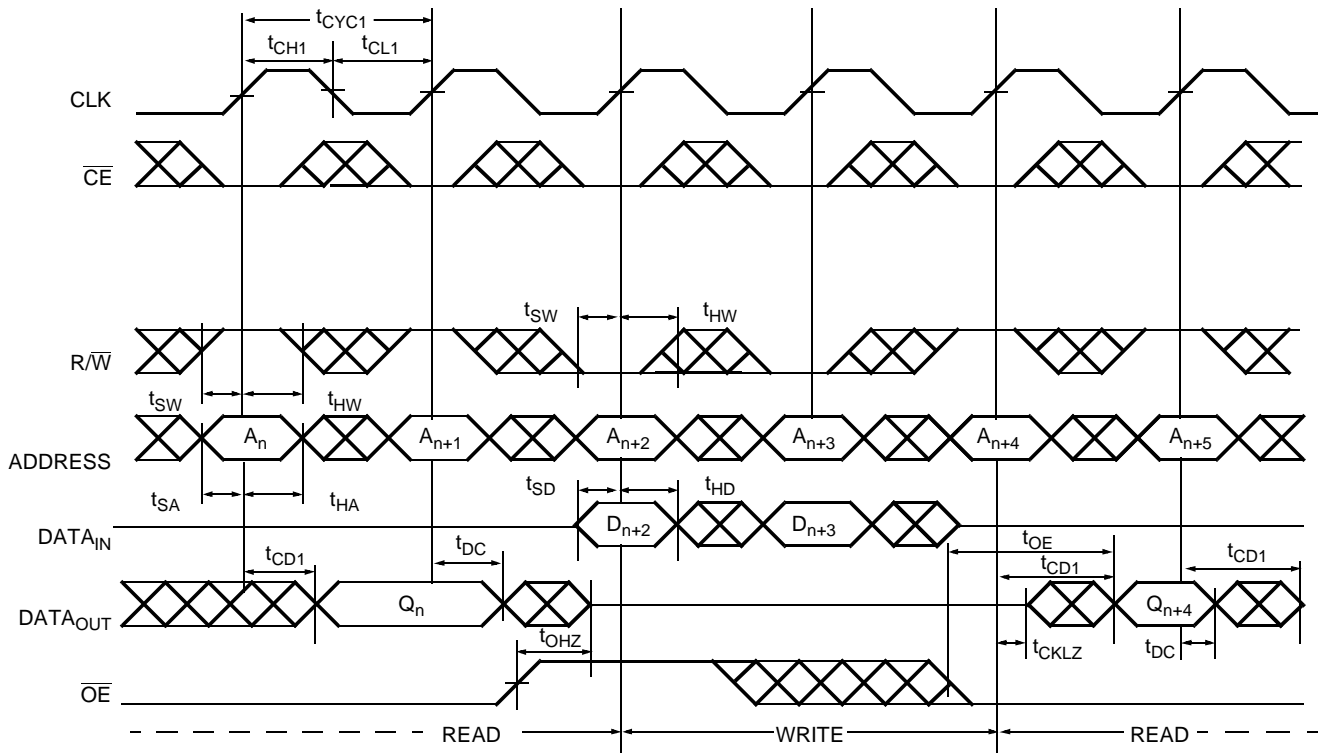 tCYC1
tCH1 tCL1
CLK
CE
tSW tHW
R/W
tSW tHW
An An+1 An+2 An+3 An+4 An+5
ADDRESS
tSA tHA tSD tHD
Dn+2 Dn+3
DATAIN
tCD1 tDC tOE tCD1 tCD1
Qn Qn+4
DATAOUT
tOHZ tCKLZ tDC
OE
READ WRITE READ